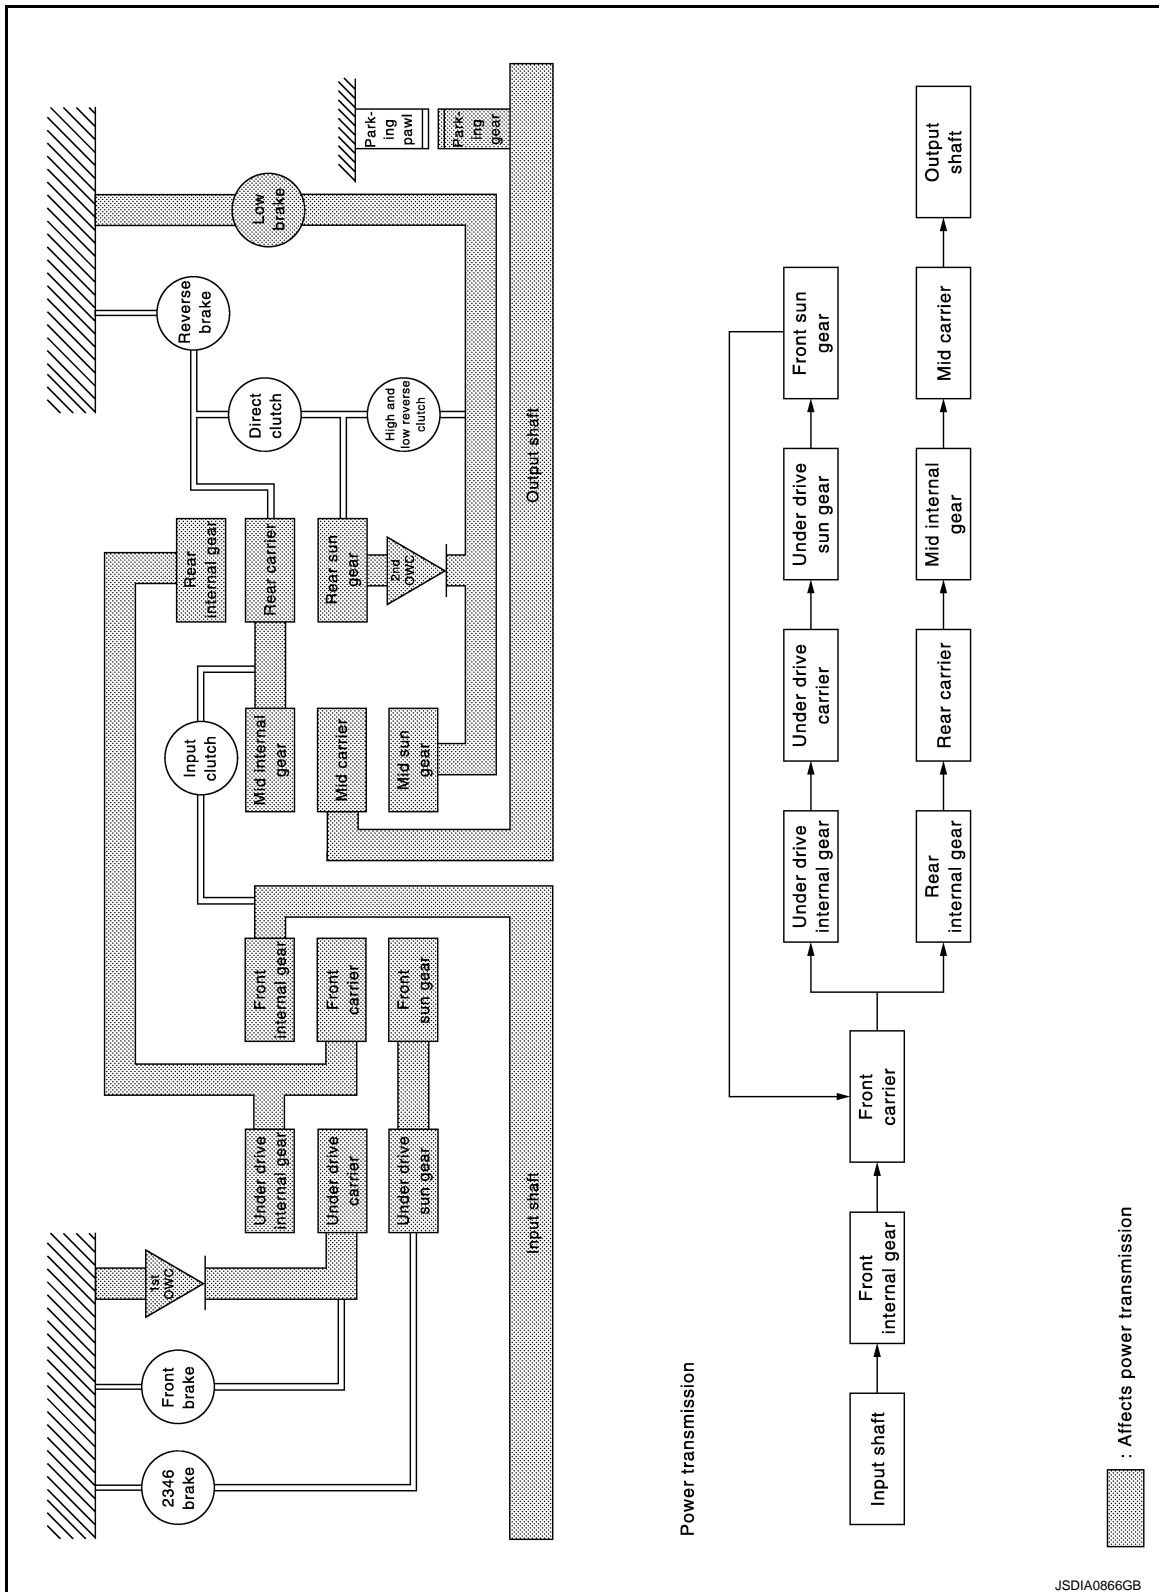 2346
brake
Front
brake
1st
OWC
Under drive
internal gear
Under drive
carrier
Under drive
sun gear
Front
internal gear
Front
carrier
Front
sun gear
Input shaft
Input
clutch
Mid internal
gear
Mid carrier
Mid sun
gear
Rear
internal gear
Rear carrier
Rear sun
gear
2nd
OWC
Direct
clutch
High and
low reverse
clutch
Reverse
brake
Low
brake
Park-
ing
pawl
Park-
ing
gear
Output shaft
Power transmission
Input shaft
Front
internal gear
Front
carrier
Under drive
internal gear
Under drive
carrier
Under drive
sun gear
Front sun
gear
Rear
internal gear
Rear carrier
Mid internal
gear
Mid carrier
Output
shaft
: Affects power transmission
JSDIA0866GB